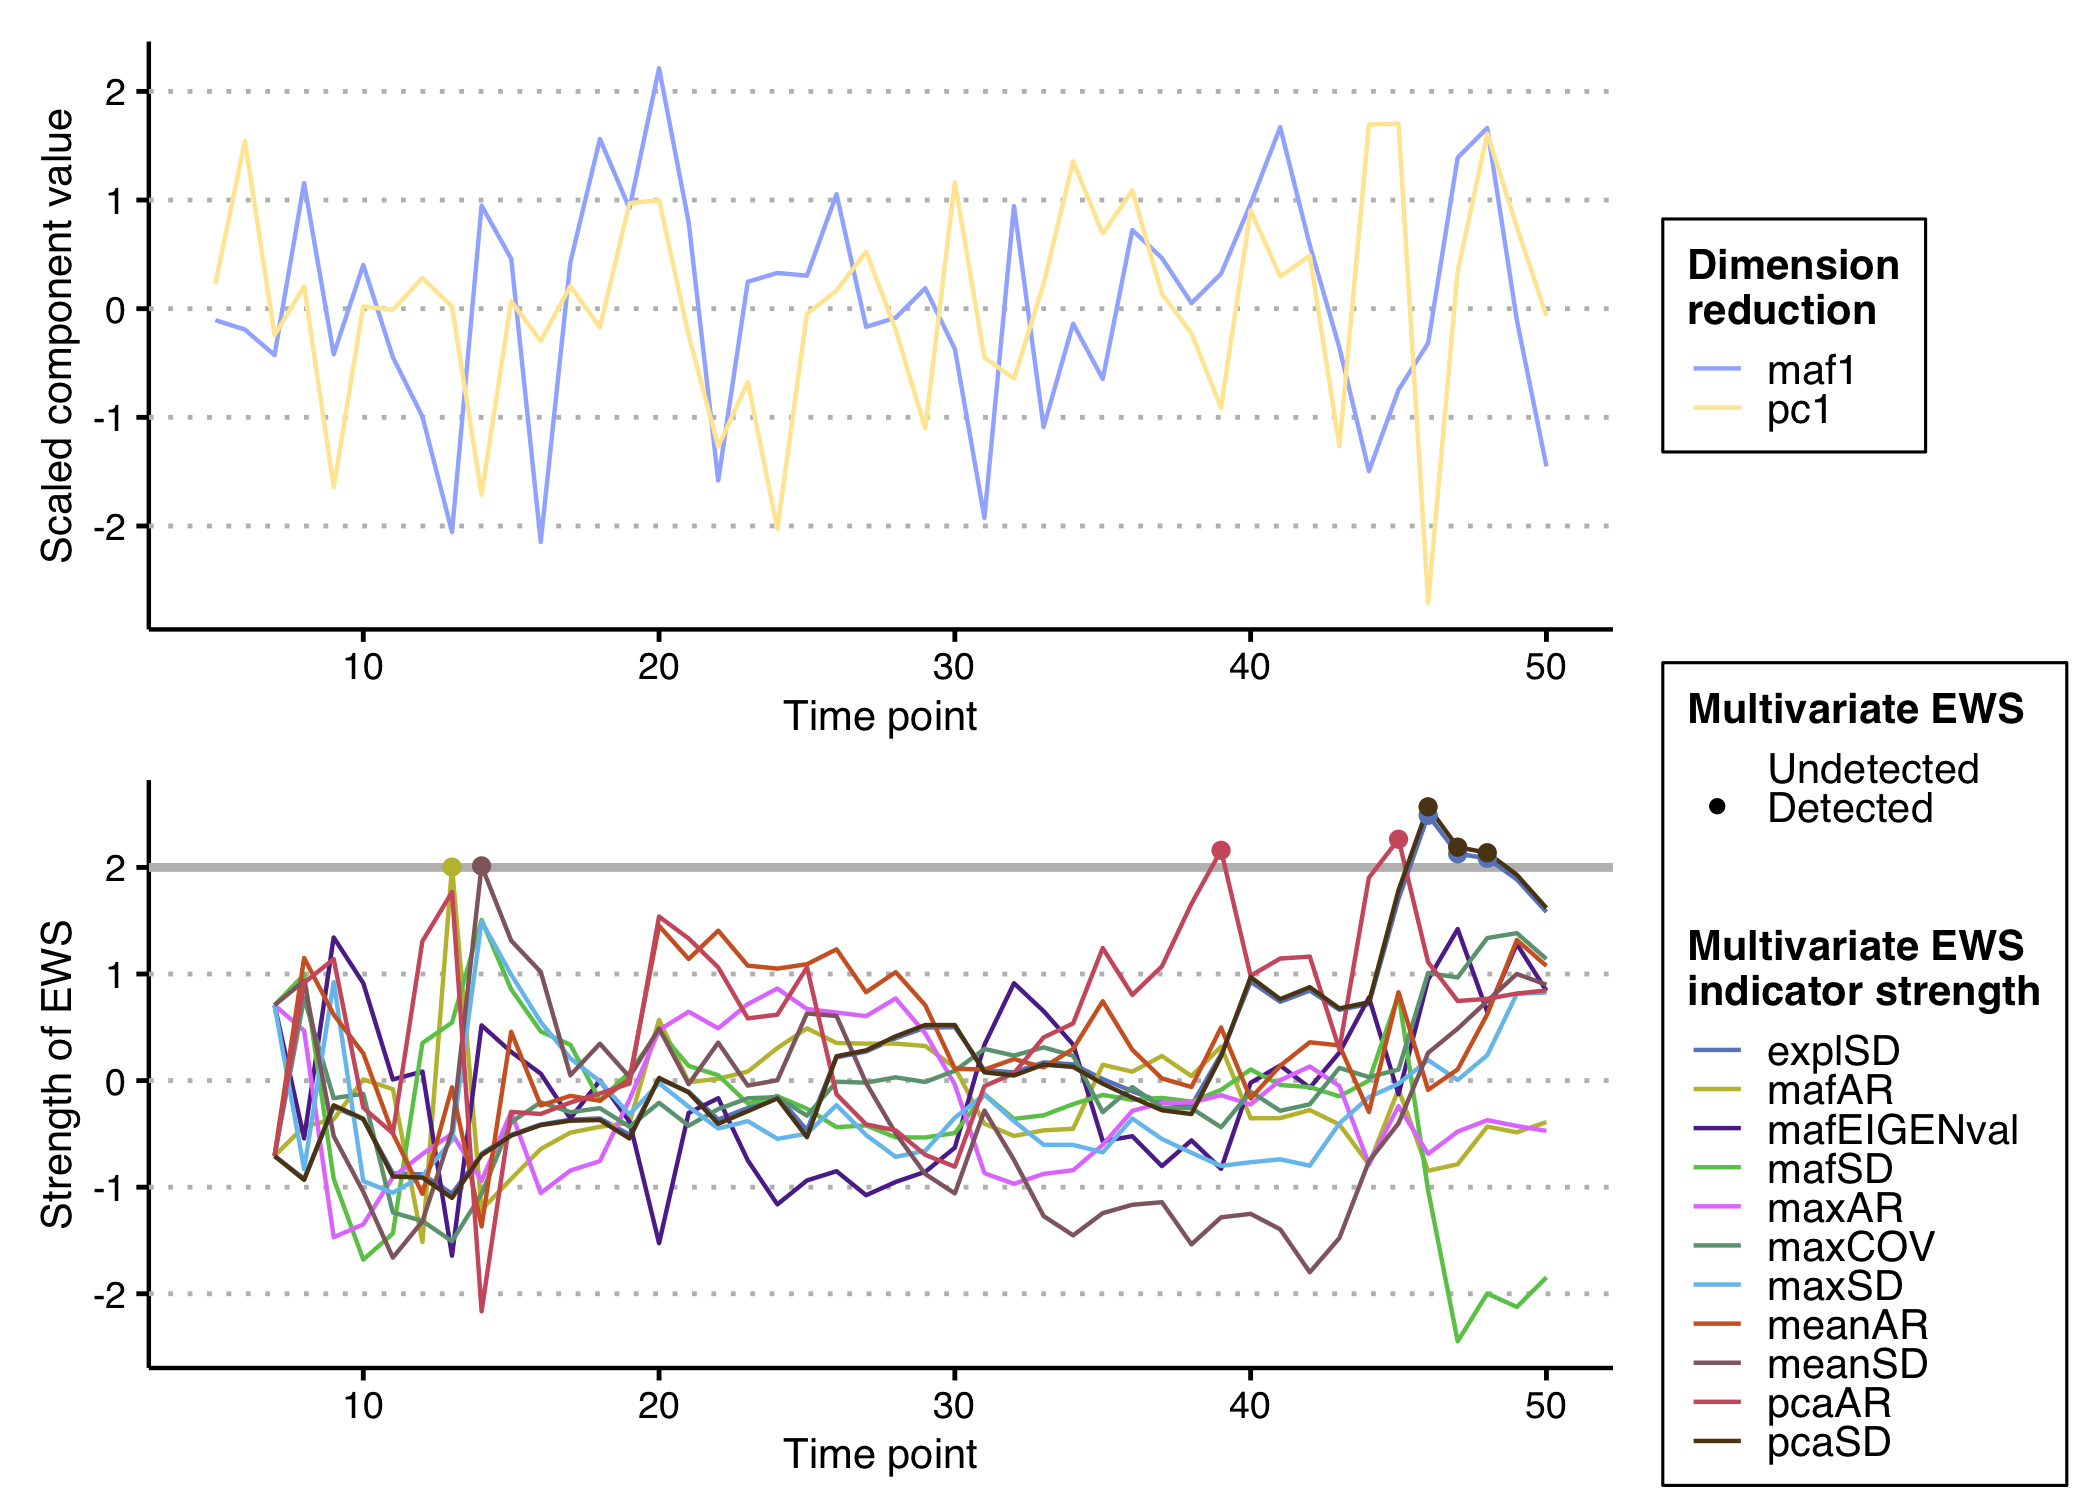 Scaled component value
2
1
0
-1
-2
10
20
30
40
50
Time point
Dimension
reduction
maf1
pc1
Strength of EWS
2
1
0
-1
-2
10
20
30
40
50
Time point
Multivariate EWS
Undetected
Detected
Multivariate EWS
indicator strength
explSD
mafAR
mafEIGENval
mafSD
maxAR
maxCOV
maxSD
meanAR
meanSD
pcaAR
pcaSD